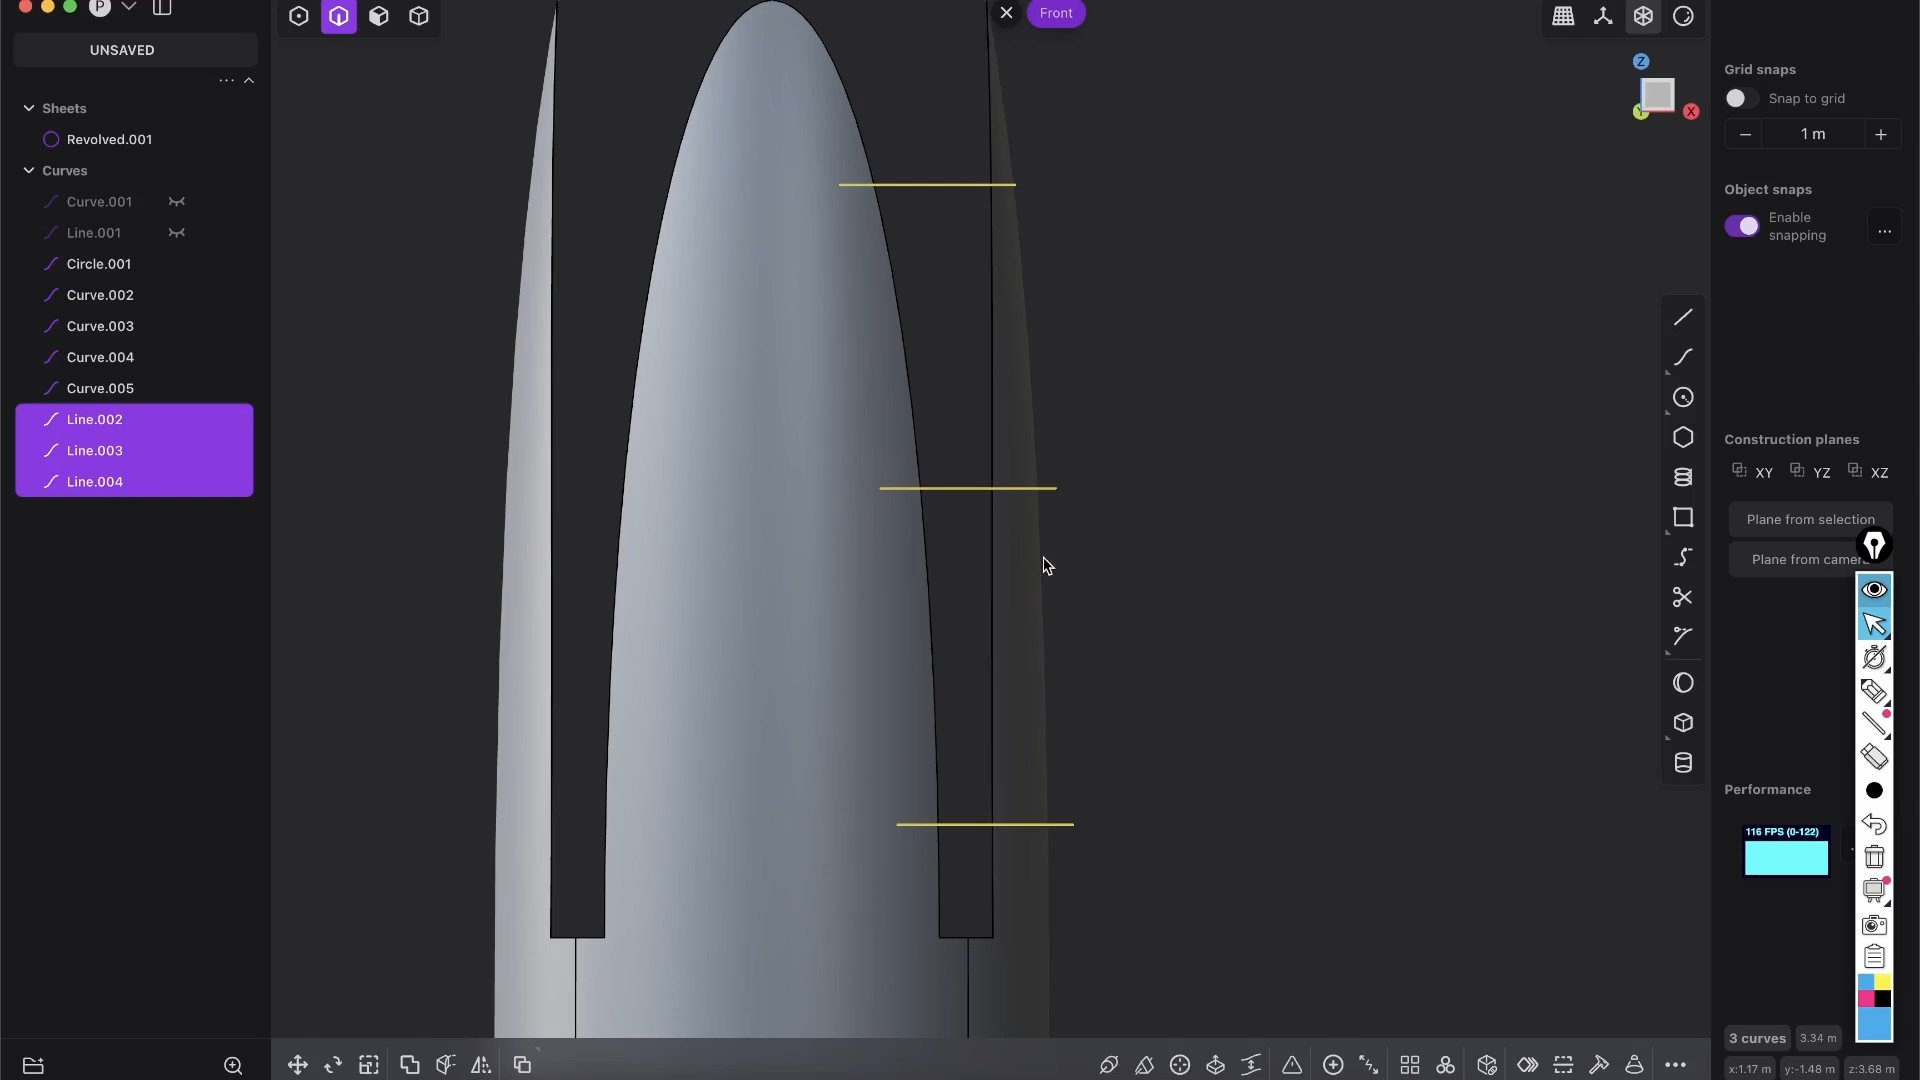 P
UNSAVED
Sheets
Revolved.001
Curves
Curve.001
Line.001
Circle.001
Curve.002
Curve.003
Curve.004
Curve.005
Line.002
Line.003
Line.004
Front
Z
Y
X
Grid snaps
Snap to grid
1 m
Object snaps
Enable
snapping
Construction planes
XY YZ XZ
Plane from selection
Plane from camera
Performance
116 FPS (0-122)
3 curves 3.34 m
x:1.17 m y:-1.48 m z:3.68 m